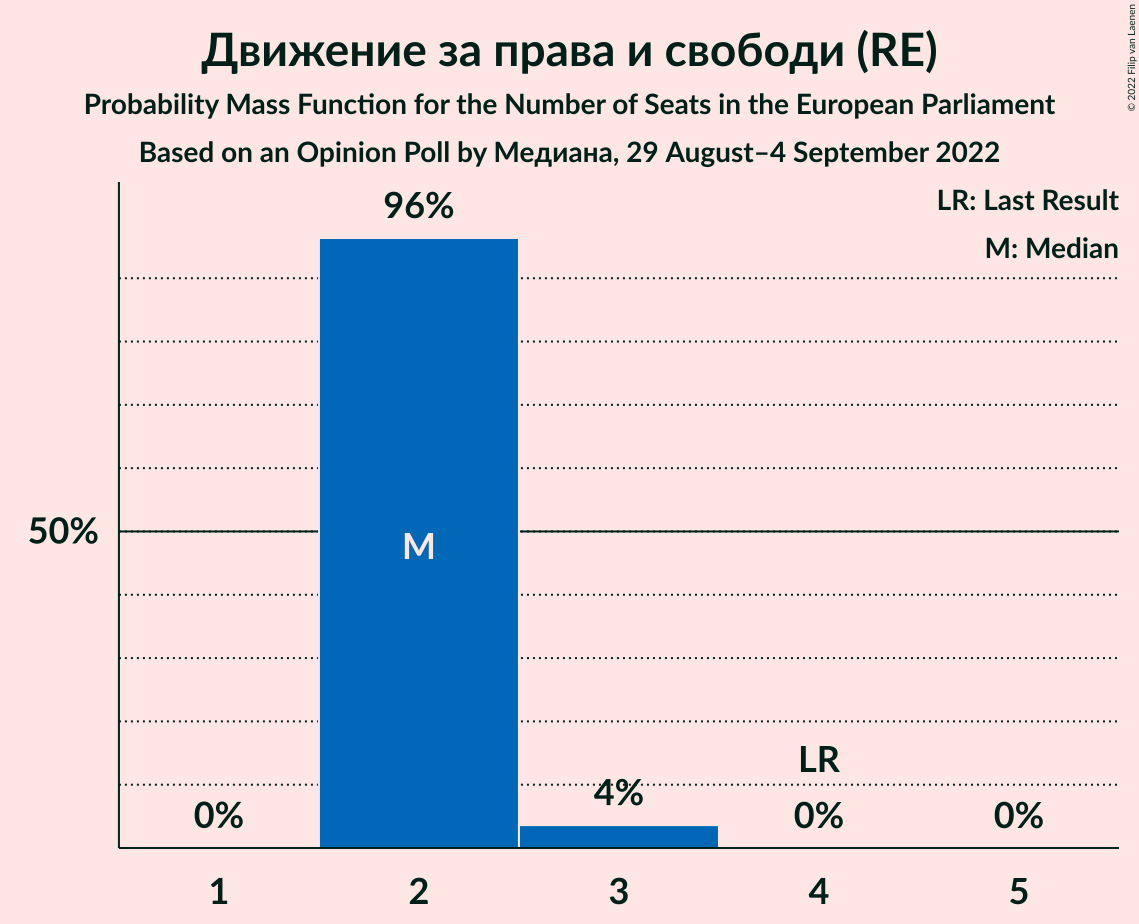 Движение за права и свободи (RE)
Probability Mass Function for the Number of Seats in the European Parliament
Based on an Opinion Poll by Медиана, 29 August–4 September 2022
© 2022 Filip van Laenen
LR: Last Result
M: Median
96%
50%
M
LR
0%
4%
0%
0%
1
2
3
4
5